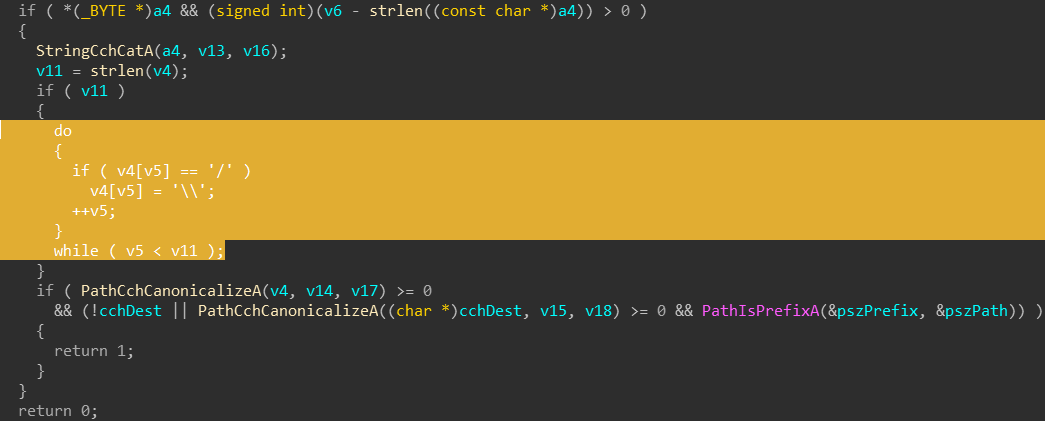 if ( *(_BYTE *)a4 && (signed int)(v6 - strlen((const char *)a4)) > 0 )
{
StringCchCatA(a4, v13, v16);
v11 = strlen(v4);
if ( v11 )
{
do
{
if ( v4[v5] == '/' )
v4[v5] = '\\';
++v5;
}
while ( v5 < v11 );
}
if ( PathCchCanonicalizeA(v4, v14, v17) >= 0
&& (!cchDest || PathCchCanonicalizeA((char *)cchDest, v15, v18) >= 0 && PathIsPrefixA(&pszPrefix, &pszPath)) )
{
return 1;
}
}
return 0;